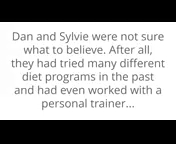 Dan and Sylvie were not sure
what to believe. After all,
they had tried many different
diet programs in the past
and had even worked with a
personal trainer...